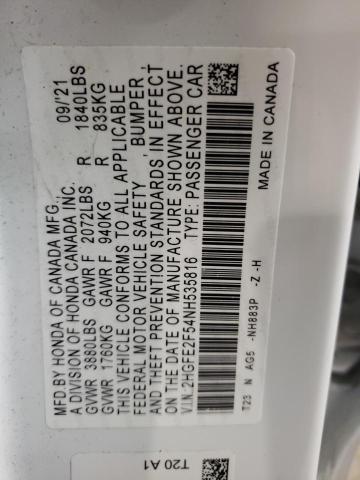 MFD.BY HONDA OF CANADA MFG., 09/'21
A DIVISION OF HONDA CANADA INC.
GVWR 3880LBS GAWR F 2072LBS R 1840LBS
GVWR 1760KG GAWR F 940KG R 835KG
THIS VEHICLE CONFORMS TO ALL APPLICABLE
FEDERAL MOTOR VEHICLE SAFETY, BUMPER,
AND THEFT PREVENTION STANDARDS IN EFFECT
ON THE DATE OF MANUFACTURE SHOWN ABOVE.
V.I.N:2HGFE2F54NH535816 TYPE: PASSENGER CAR
T23 N AG5 -NH883P -Z -H
MADE IN CANADA
T20 A1